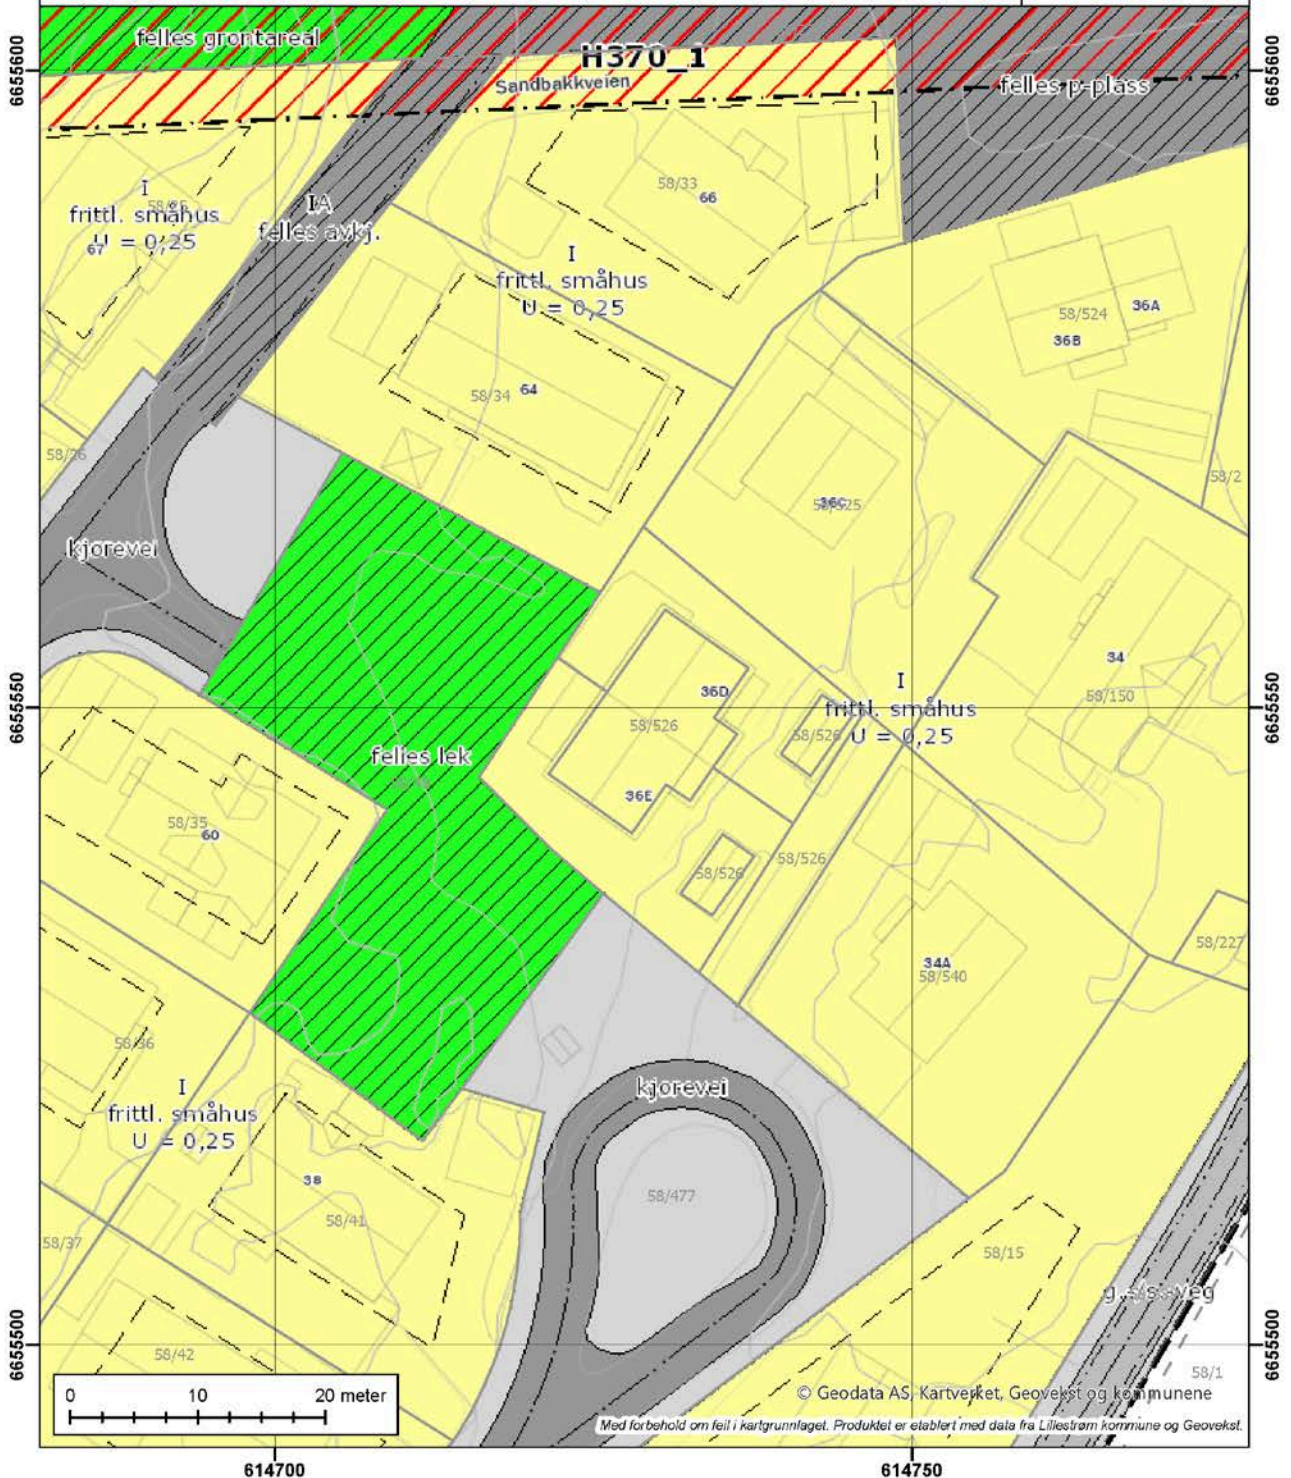 felles grontareal
H370_1
Sandbakkveien
felles p-plass
6655600
6655600
58/33
66
I
frittl. småhus
U = 0,25
67
IA
felles avkj.
I
frittl. småhus
U = 0,25
58/524
36A
36B
58/34
64
58/26
58/2
36C
58/525
kjorevei
34
59/150
36D
58/526
I
frittl. småhus
U = 0,25
58/526
6655550
6655550
felles lek
36E
58/35
60
58/526
58/526
58/227
34A
58/540
58/36
I
frittl. småhus
U = 0,25
kjorevei
38
58/41
58/477
58/37
58/15
g-/s-veg
6655500
6655500
58/42
58/1
0 10 20 meter
© Geodata AS, Kartverket, Geovekst og kommunene
Med forbehold om feil i kartgrunnlaget. Produktet er etablert med data fra Lillestrøm kommune og Geovekst.
614700
614750